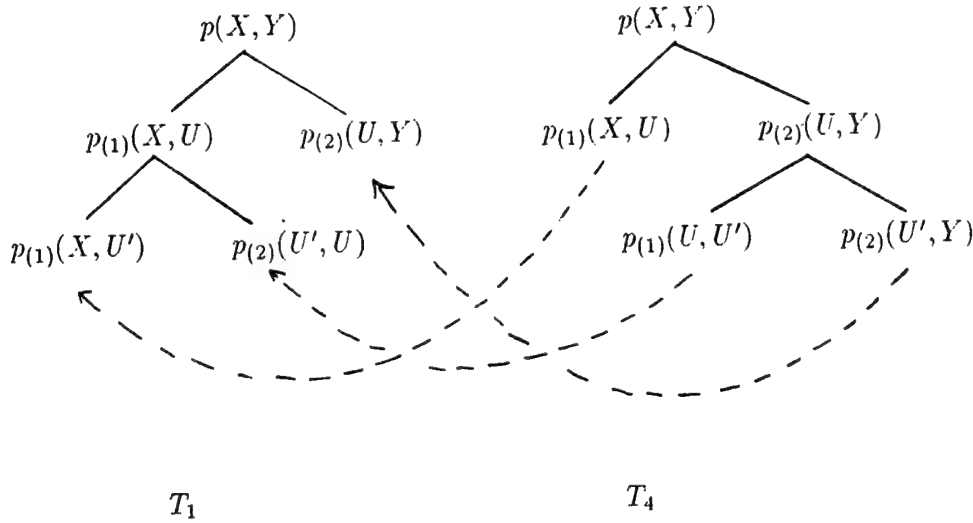 p(X, Y) p(X, Y)
p₍₁₎(X, U) p₍₂₎(U, Y) p₍₁₎(X, U) p₍₂₎(U, Y)
p₍₁₎(X, U′) p₍₂₎(U′, U) p₍₁₎(U, U′) p₍₂₎(U′, Y)
T₁ T₄